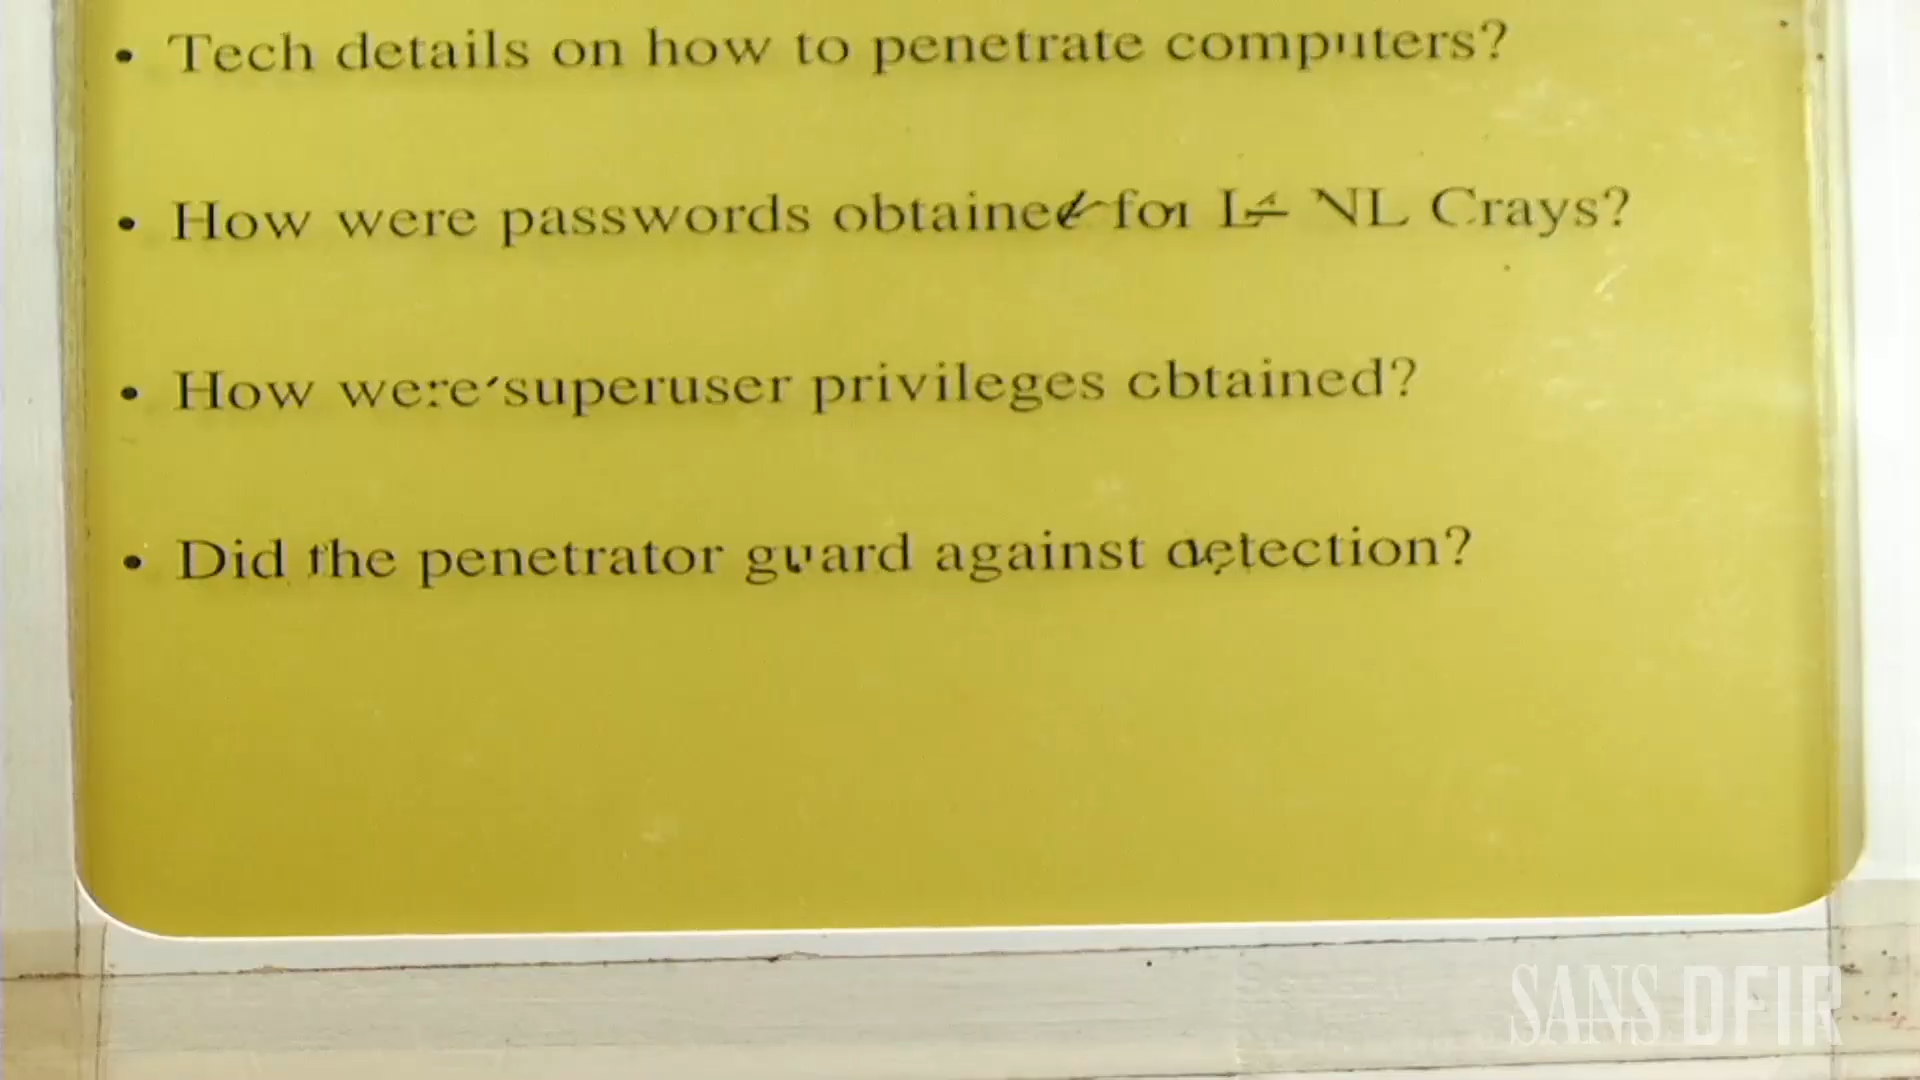 • Tech details on how to penetrate computers?
• How were passwords obtained for NL Crays?
• How were superuser privileges obtained?
• Did the penetrator guard against detection?
SANS DFIR